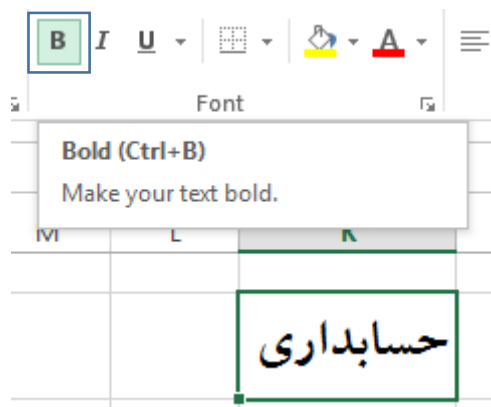 B I U A
Font
Bold (Ctrl+B)
Make your text bold.
M L K
حسابداری